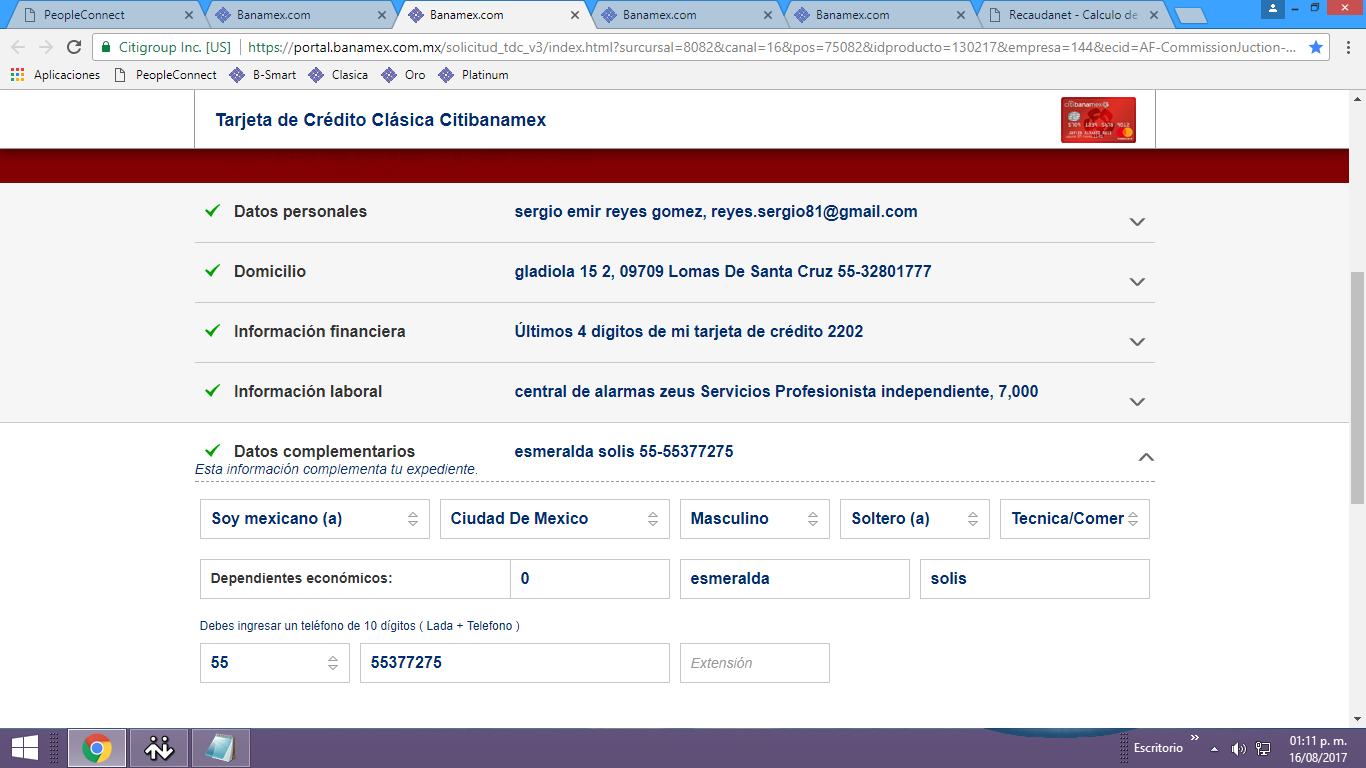 PeopleConnect
Banamex.com
Banamex.com
Banamex.com
Banamex.com
Recaudanet - Calculo de
Citigroup Inc. [US]
https://portal.banamex.com.mx/solicitud_tdc_v3/index.html?surcursal=8082&canal=16&pos=75082&idproducto=130217&empresa=144&ecid=AF-CommissionJuction-...
Aplicaciones PeopleConnect B-Smart Clasica Oro Platinum
Tarjeta de Crédito Clásica Citibanamex
citibanamex
Datos personales sergio emir reyes gomez, reyes.sergio81@gmail.com
Domicilio gladiola 15 2, 09709 Lomas De Santa Cruz 55-32801777
Información financiera Últimos 4 dígitos de mi tarjeta de crédito 2202
Información laboral central de alarmas zeus Servicios Profesionista independiente, 7,000
Datos complementarios esmeralda solis 55-55377275
Esta información complementa tu expediente.
Soy mexicano (a) Ciudad De Mexico Masculino Soltero (a) Tecnica/Comer
Dependientes económicos: 0 esmeralda solis
Debes ingresar un teléfono de 10 dígitos ( Lada + Telefono )
55 55377275 Extensión
Escritorio
01:11 p. m.
16/08/2017